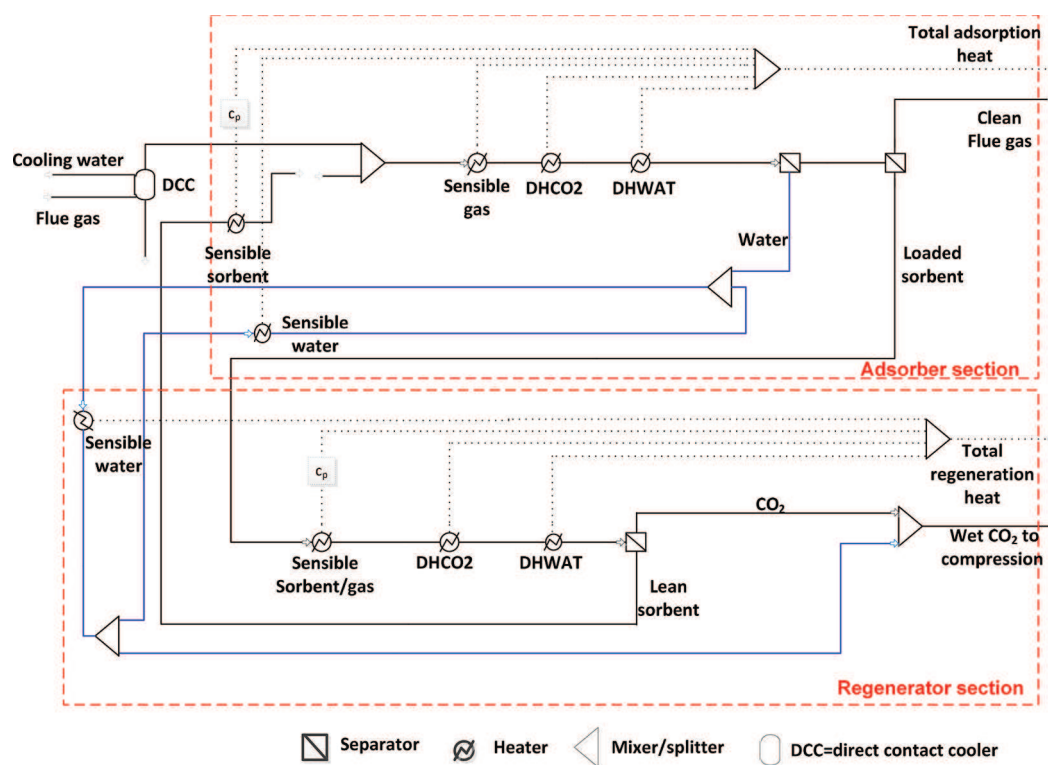 Total adsorption
heat
Cp
Clean
Flue gas
Cooling water
DCC
Flue gas
Sensible
gas
DHCO2
DHWAT
Sensible
sorbent
Water
Loaded
sorbent
Sensible
water
Adsorber section
Sensible
water
Cp
Total
regeneration
heat
CO₂
Wet CO₂ to
compression
Sensible
Sorbent/gas
DHCO2
DHWAT
Lean
sorbent
Regenerator section
Separator
Heater
Mixer/splitter
DCC=direct contact cooler